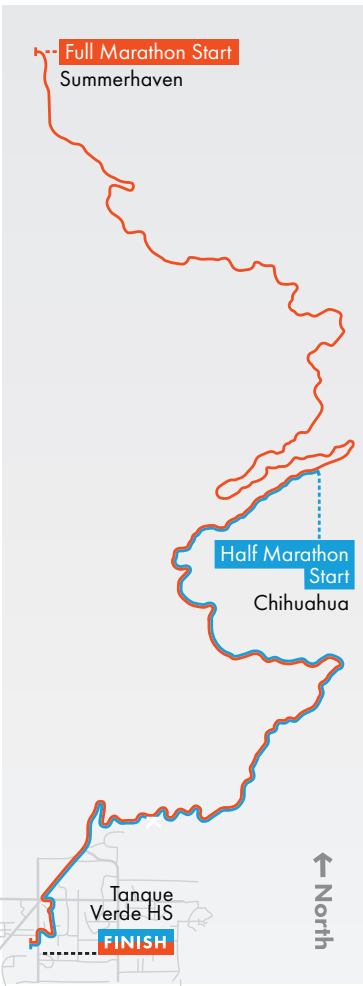 Full Marathon Start
Summerhaven
Half Marathon
Start
Chihuahua
North
Tanque
Verde HS
FINISH